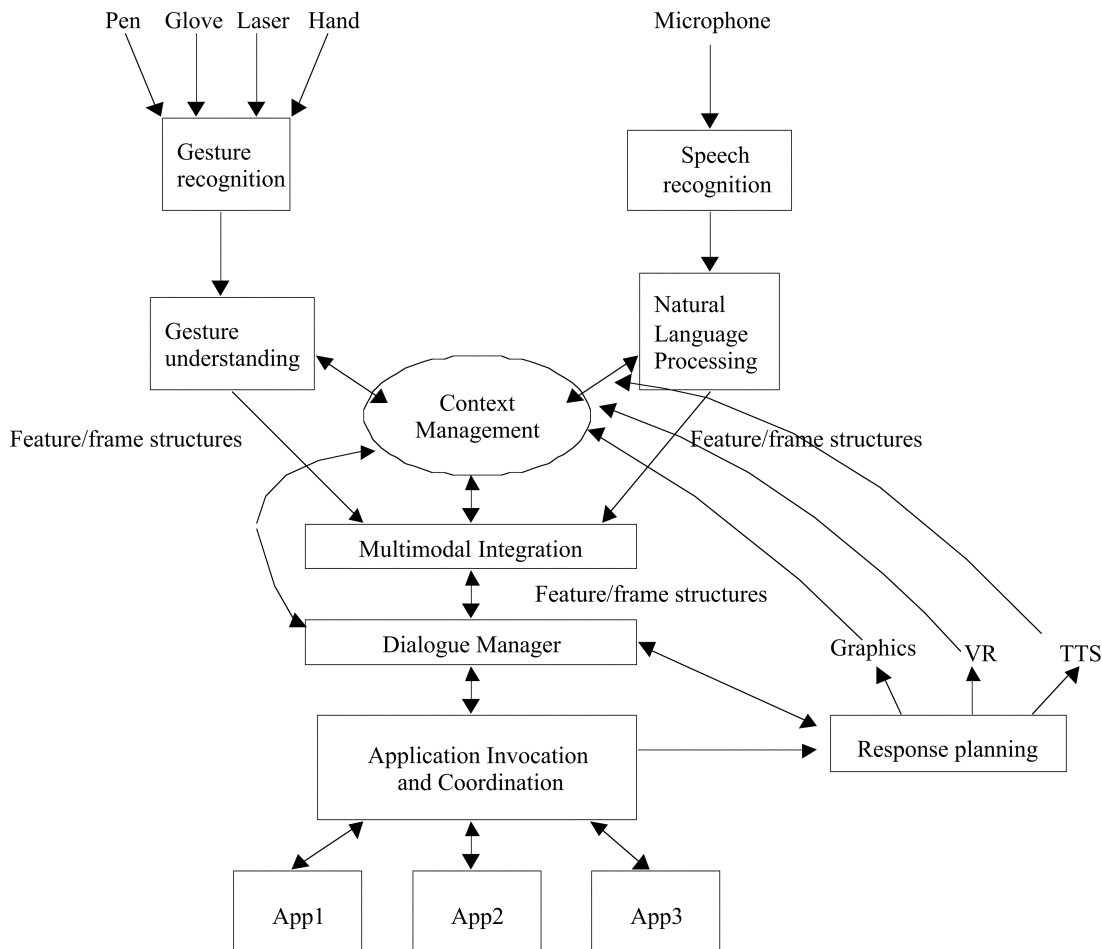 Pen Glove Laser Hand
Microphone
Gesture
recognition
Speech
recognition
Gesture
understanding
Natural
Language
Processing
Context
Management
Feature/frame structures
Feature/frame structures
Multimodal Integration
Feature/frame structures
Dialogue Manager
Graphics
VR
TTS
Application Invocation
and Coordination
Response planning
App1
App2
App3